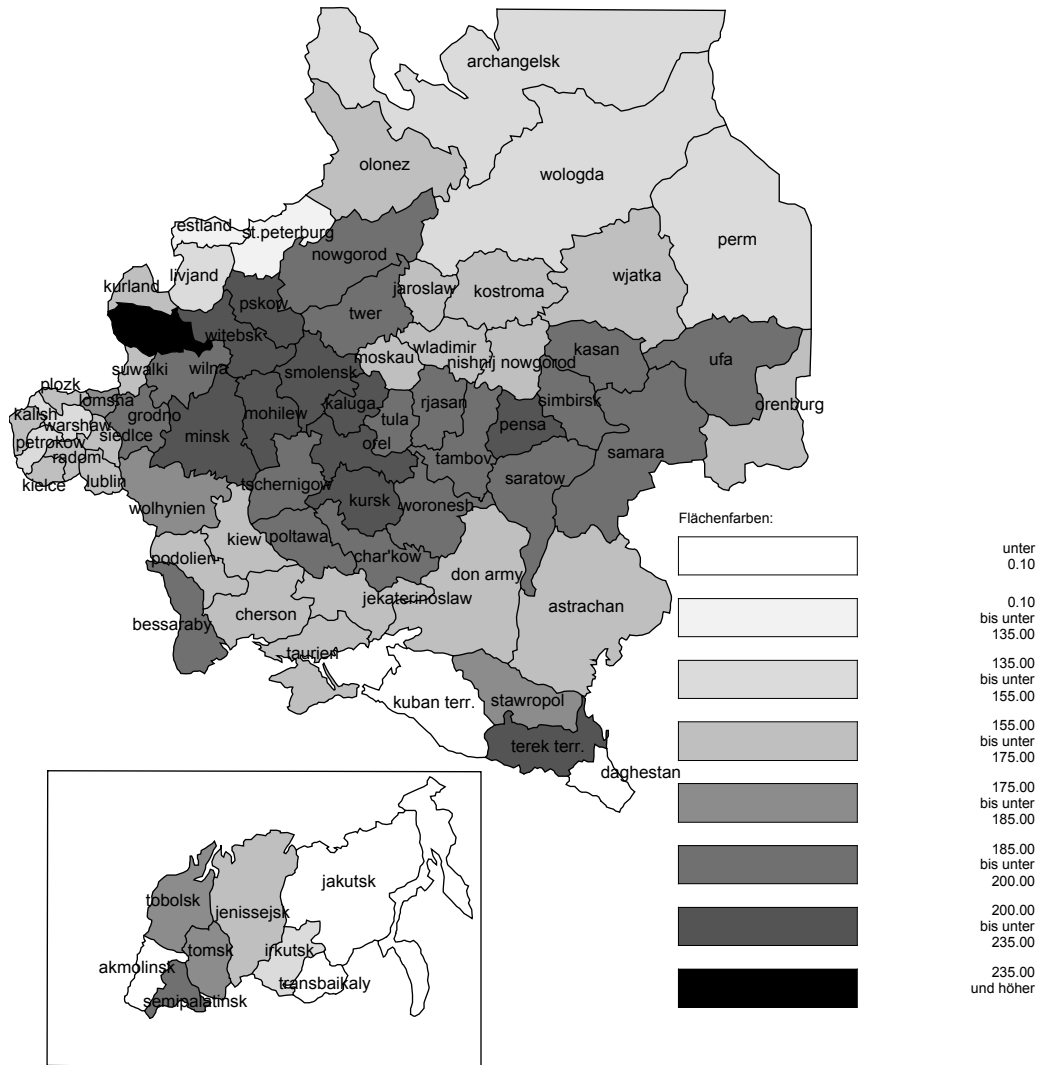 archangelsk
olonez
wologda
perm
estland
st.peterburg
nowgorod
livjand
wjatka
kurland
jaroslaw
kostroma
pskow
twer
witebsk
wladimir
moskau
nishnij nowgorod
kasan
ufa
suwalki
wilna
smolensk
plozk
lomsha
kaluga
rjasan
simbirsk
orenburg
kalish
warshaw
grodno
mohilew
tula
pensa
petrokow
siedlce
minsk
orel
radom
tambov
samara
kielce
lublin
tschernigow
saratow
wolhynien
kursk
woronesh
kiew
poltawa
podolien
char'kow
don army
jekaterinoslaw
astrachan
cherson
bessaraby
taurien
kuban terr.
stawropol
terek terr.
daghestan
jakutsk
tobolsk
jenissejsk
tomsk
irkutsk
akmolinsk
transbaikaly
semipalatinsk
Flächenfarben:
unter
0.10
0.10
bis unter
135.00
135.00
bis unter
155.00
155.00
bis unter
175.00
175.00
bis unter
185.00
185.00
bis unter
200.00
200.00
bis unter
235.00
235.00
und höher